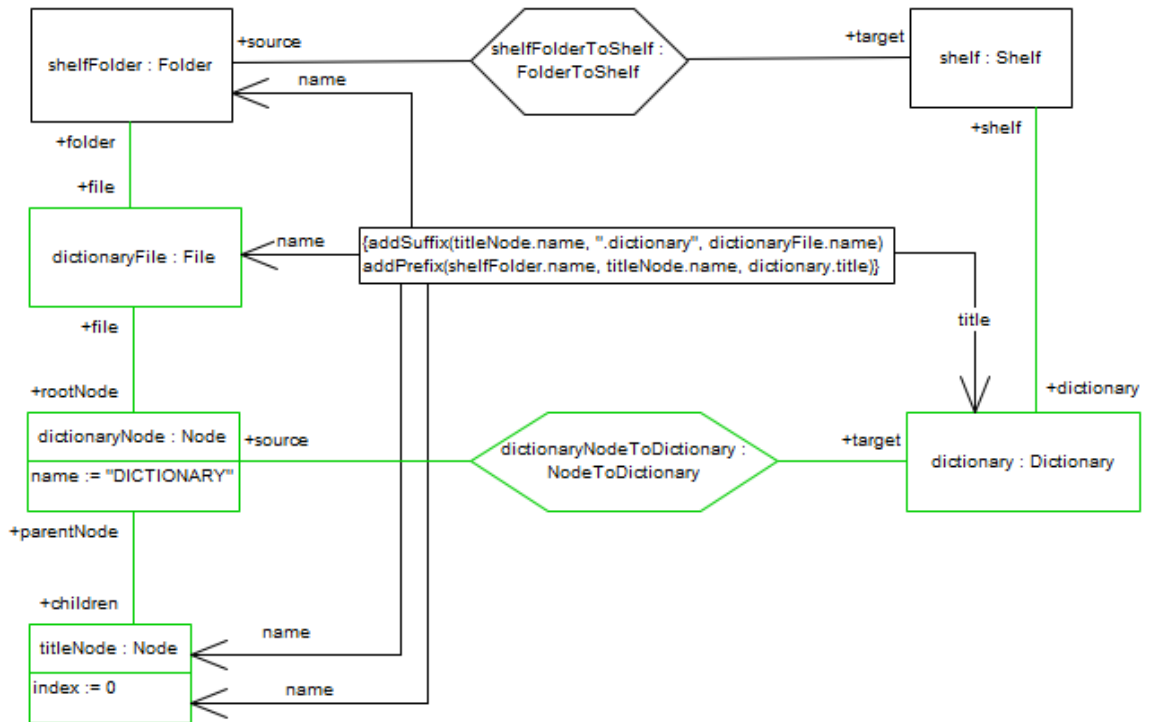 shelfFolder : Folder
+source
shelfFolderToShelf :
FolderToShelf
+target
shelf : Shelf
name
+folder
+shelf
+file
dictionaryFile : File
name
{addSuffix(titleNode.name, ".dictionary", dictionaryFile.name)
addPrefix(shelfFolder.name, titleNode.name, dictionary.title)}
+file
title
+rootNode
+dictionary
dictionaryNode : Node
name := "DICTIONARY"
+source
dictionaryNodeToDictionary :
NodeToDictionary
+target
dictionary : Dictionary
+parentNode
+children
titleNode : Node
index := 0
name
name